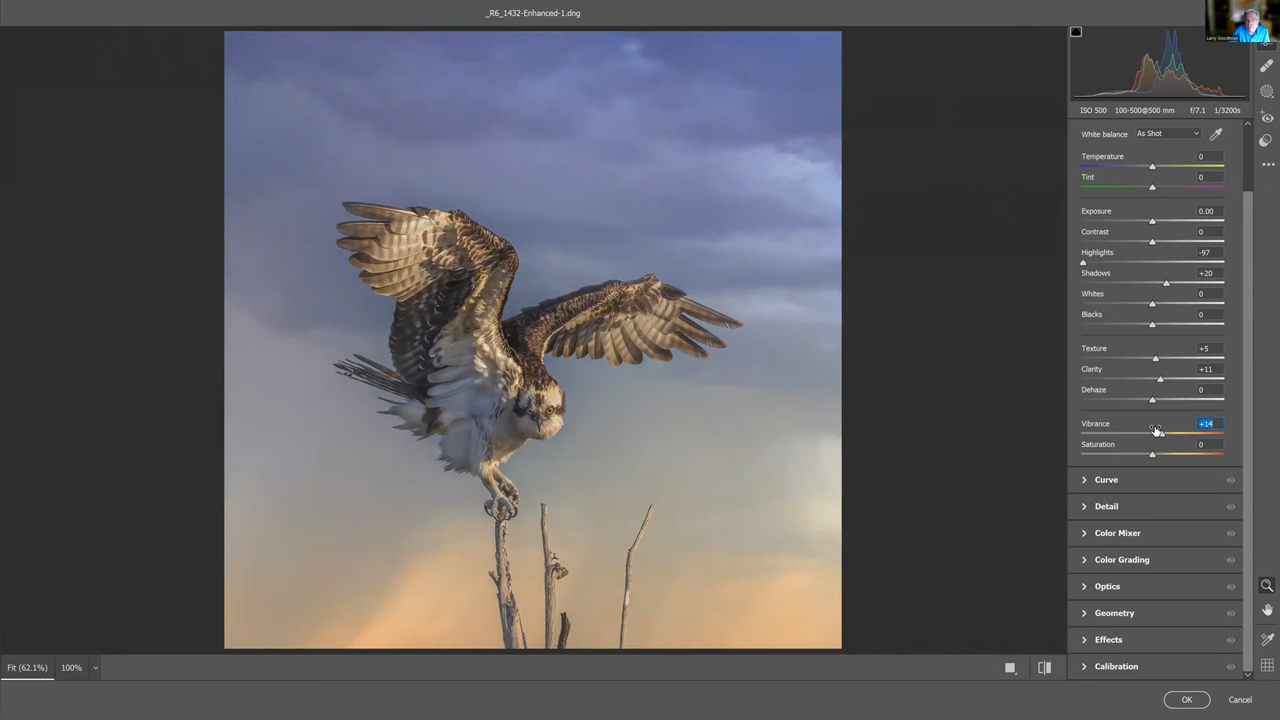 _R6_1432-Enhanced-1.dng
Larry Goodman
ISO 500 100-500@500 mm f/7.1 1/3200s
White balance As Shot
Temperature 0
Tint 0
Exposure 0.00
Contrast 0
Highlights -97
Shadows +20
Whites 0
Blacks 0
Texture +5
Clarity +11
Dehaze 0
Vibrance +14
Saturation 0
Curve
Detail
Color Mixer
Color Grading
Optics
Geometry
Effects
Calibration
Fit (62.1%) 100%
OK Cancel